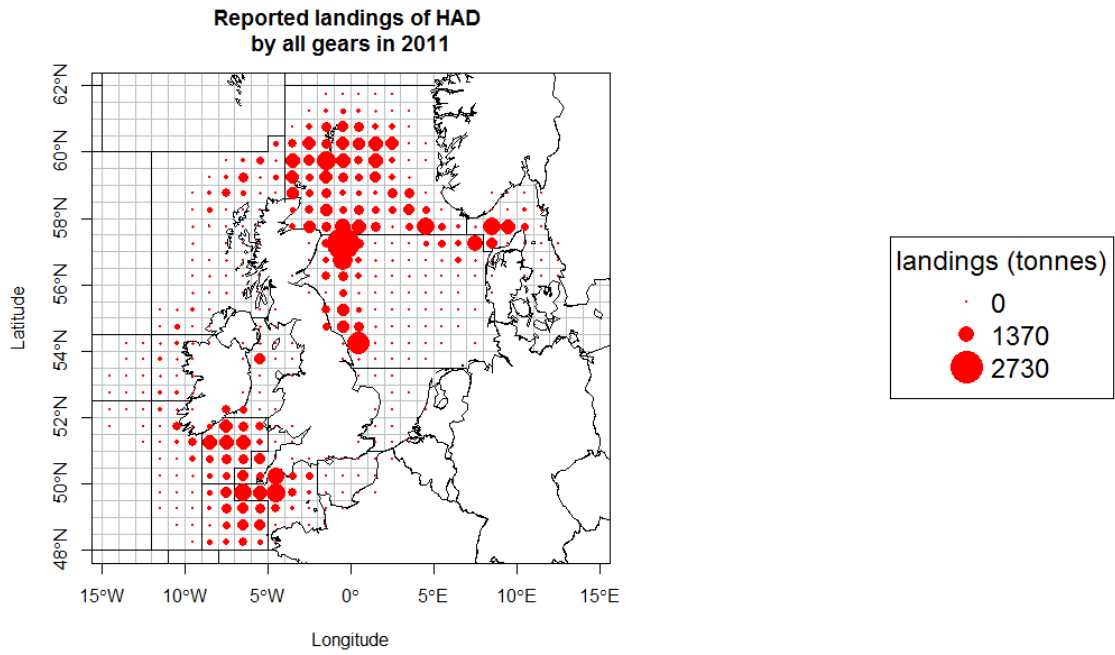 Reported landings of HAD
by all gears in 2011
62°N
60°N
58°N
56°N
54°N
52°N
50°N
48°N
Latitude
15°W
10°W
5°W
0°
5°E
10°E
15°E
Longitude
landings (tonnes)
0
1370
2730